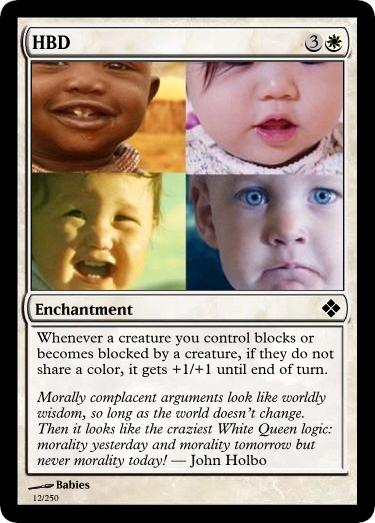 HBD 3
Enchantment
Whenever a creature you control blocks or
becomes blocked by a creature, if they do not
share a color, it gets +1/+1 until end of turn.
Morally complacent arguments look like worldly
wisdom, so long as the world doesn't change.
Then it looks like the craziest White Queen logic:
morality yesterday and morality tomorrow but
never morality today! — John Holbo
Babies
12/250